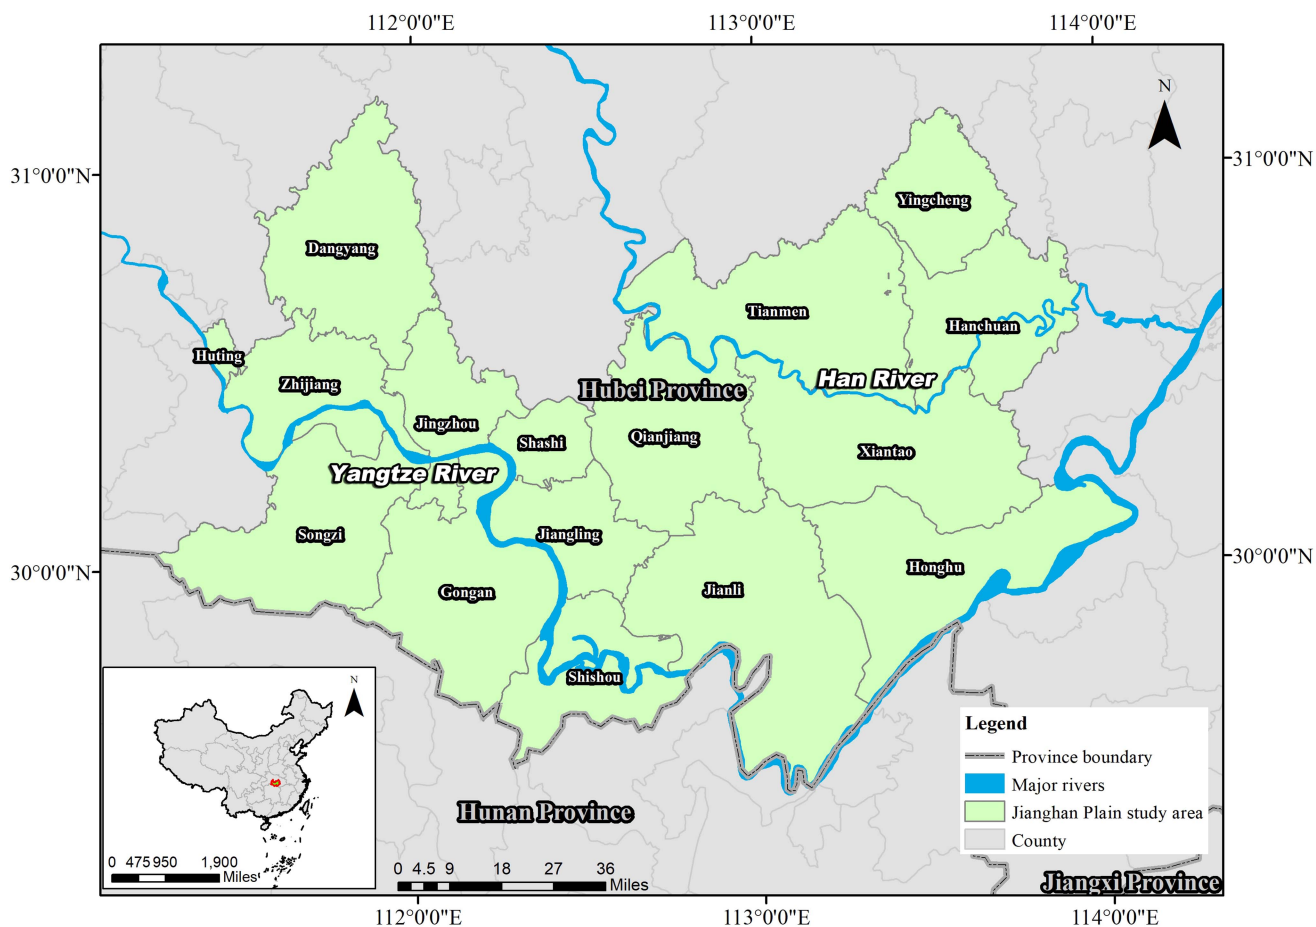 112°0'0"E
113°0'0"E
114°0'0"E
N
31°0'0"N
31°0'0"N
Yingcheng
Dangyang
Tianmen
Hanchuan
Huting
Zhijiang
Han River
Hubei Province
Jingzhou
Shashi
Qianjiang
Xiantao
Yangtze River
Songzi
Jiangling
30°0'0"N
30°0'0"N
Honghu
Gongan
Jianli
Shishou
N
Legend
Province boundary
Major rivers
Jianghan Plain study area
County
Hunan Province
0 475 950 1,900
Miles
0 4.5 9 18 27 36
Miles
Jiangxi Province
112°0'0"E
113°0'0"E
114°0'0"E